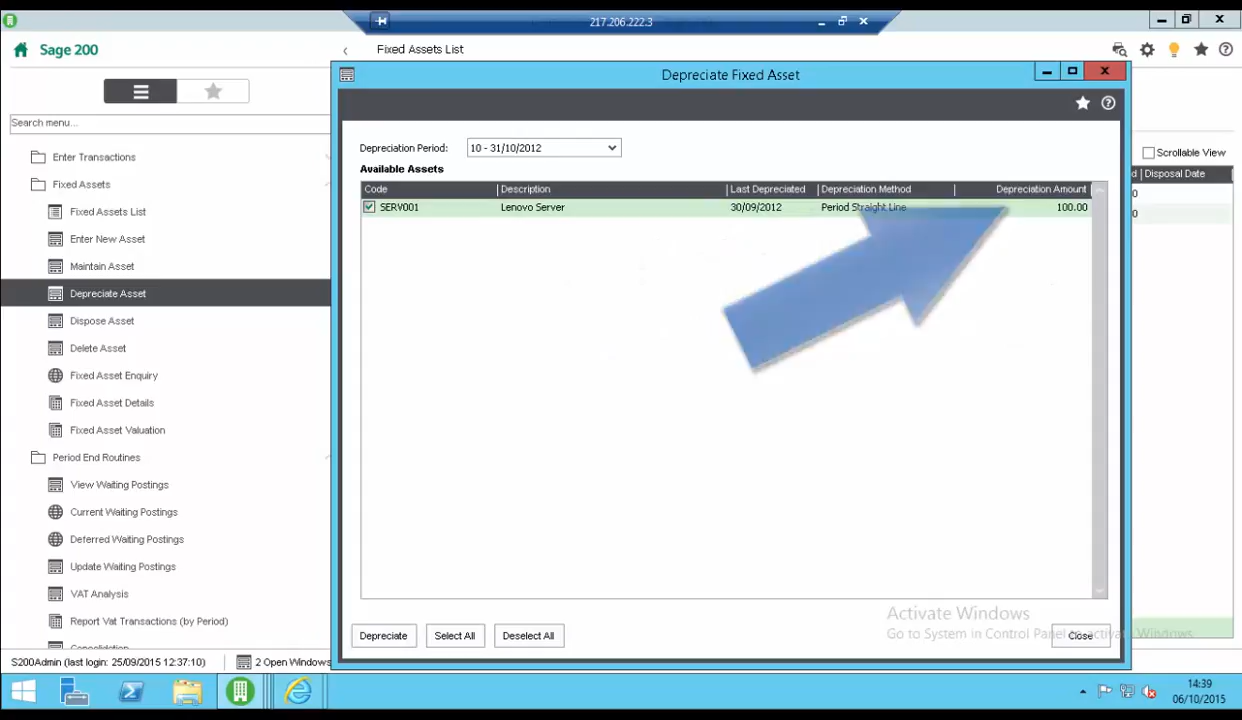 217.206.222.3
Sage 200
Fixed Assets List
Depreciate Fixed Asset
Search menu...
Enter Transactions
Fixed Assets
Fixed Assets List
Enter New Asset
Maintain Asset
Depreciate Asset
Dispose Asset
Delete Asset
Fixed Asset Enquiry
Fixed Asset Details
Fixed Asset Valuation
Period End Routines
View Waiting Postings
Current Waiting Postings
Deferred Waiting Postings
Update Waiting Postings
VAT Analysis
Report Vat Transactions (by Period)
Consolidation
Depreciation Period: 10 - 31/10/2012
Available Assets
Code Description Last Depreciated Depreciation Method Depreciation Amount
SERV001 Lenovo Server 30/09/2012 Period Straight Line 100.00
Scrollable View
d Disposal Date
0
0
Depreciate Select All Deselect All Close
Activate Windows
Go to System in Control Panel to activate Windows.
S200Admin (last login: 25/09/2015 12:37:10) 2 Open Windows
14:39
06/10/2015